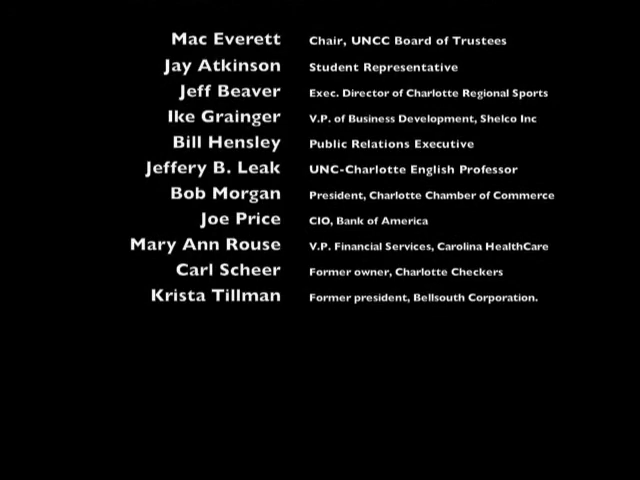 Mac Everett Chair, UNCC Board of Trustees
Jay Atkinson Student Representative
Jeff Beaver Exec. Director of Charlotte Regional Sports
Ike Grainger V.P. of Business Development, Shelco Inc
Bill Hensley Public Relations Executive
Jeffery B. Leak UNC-Charlotte English Professor
Bob Morgan President, Charlotte Chamber of Commerce
Joe Price CIO, Bank of America
Mary Ann Rouse V.P. Financial Services, Carolina HealthCare
Carl Scheer Former owner, Charlotte Checkers
Krista Tillman Former president, Bellsouth Corporation.